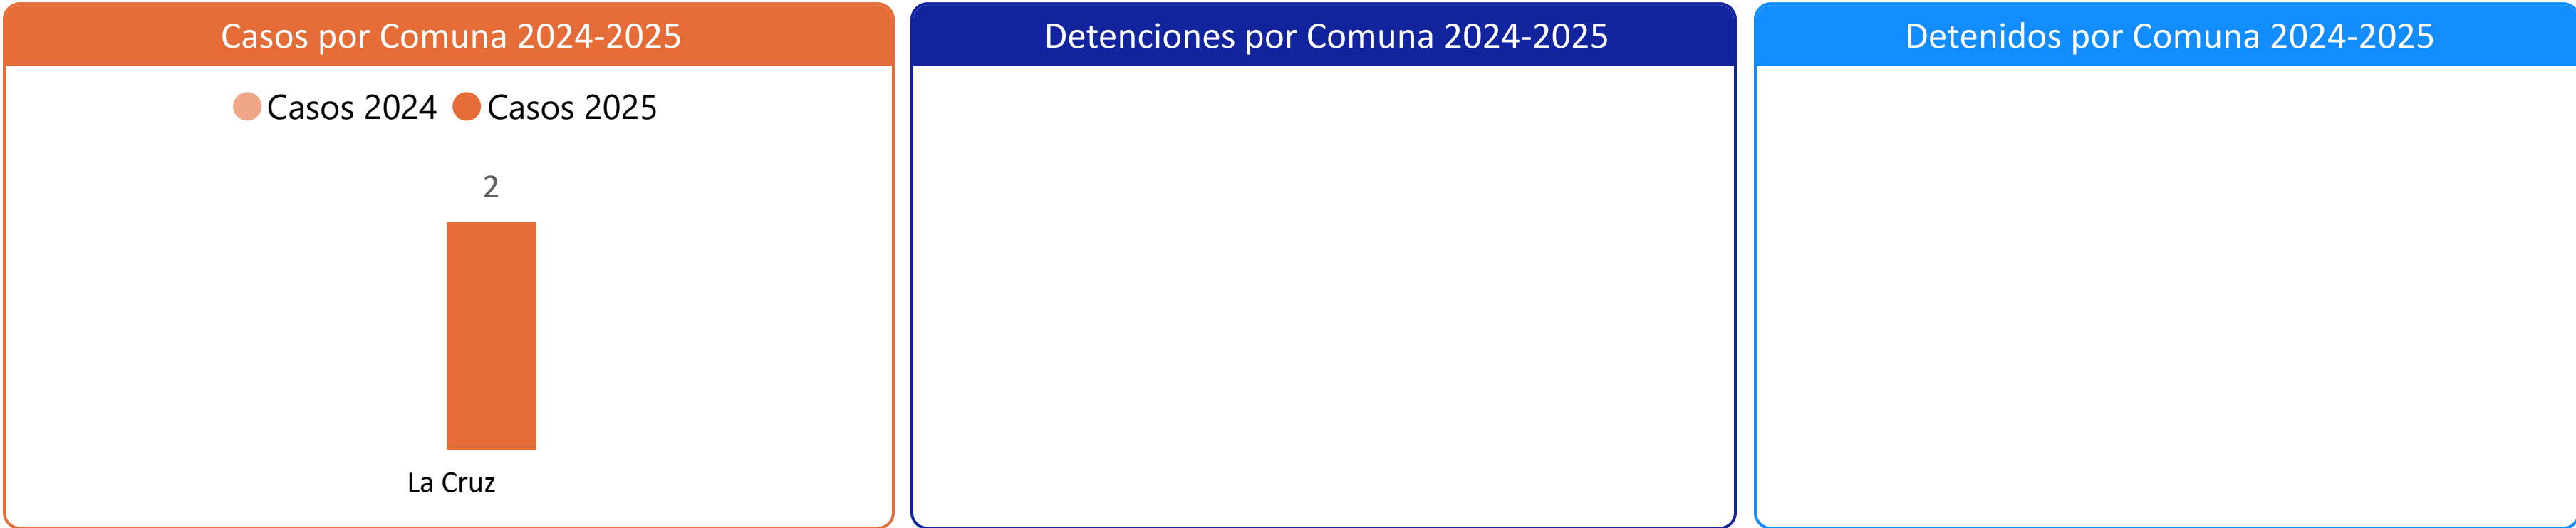 Casos por Comuna 2024-2025
Casos 2024 Casos 2025
2
La Cruz
Detenciones por Comuna 2024-2025
Detenidos por Comuna 2024-2025